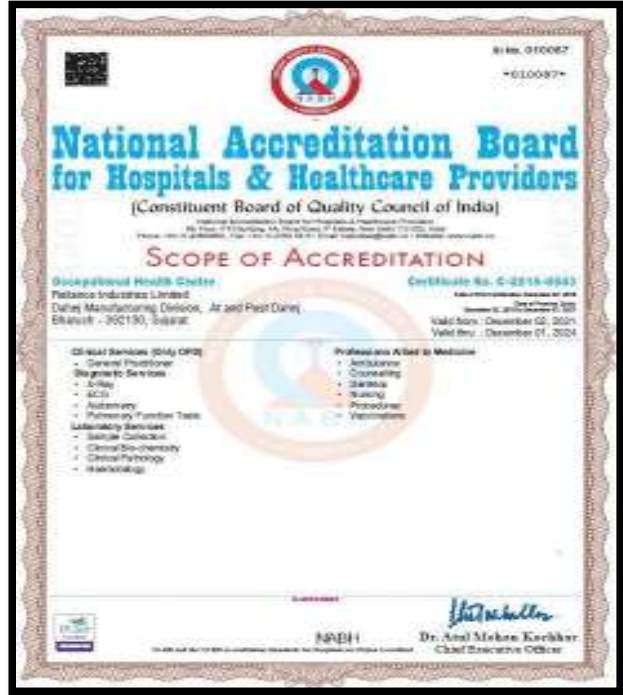 Sl No. 010087
*010087*
National Accreditation Board
for Hospitals & Healthcare Providers
(Constituent Board of Quality Council of India)
SCOPE OF ACCREDITATION
Occupational Health Center
Certificate No.
Reliance Industries Limited
Dahej Manufacturing Division, At and Post Dahej
Bharuch - 392130, Gujarat
Valid from : December 02, 2021
Valid thru : December 01, 2024
Clinical Services (Only OPD)
- General Practitioner
Diagnostic Services
- X-Ray
- ECG
- Audiometry
- Pulmonary Function Tests
Laboratory Services
- Sample Collection
- Clinical Bio-chemistry
- Clinical Pathology
- Haematology
Professions Allied to Medicine
- Ambulance
- Counselling
- Dietetics
- Nursing
- Procedures
- Vaccinations
NABH
NABH
Dr. Atul Mohan Kochhar
Chief Executive Officer